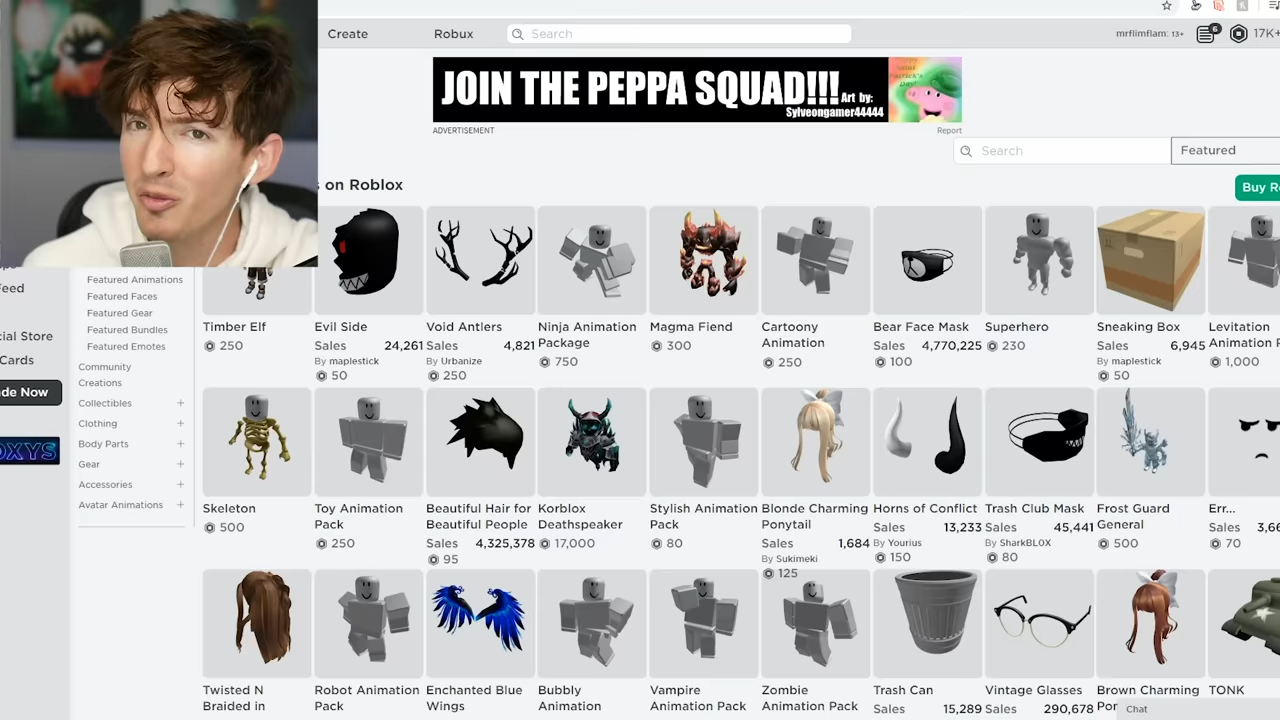 Create
Robux
Search
mrflimflam: 13+
6
17K+
JOIN THE PEPPA SQUAD!!!
Art by:
Sylveongamer44444
ADVERTISEMENT
Report
Search
Featured
s on Roblox
Buy Ro
Featured Animations
Featured Faces
Featured Gear
Featured Bundles
Featured Emotes
Community
Creations
Collectibles +
Clothing +
Body Parts +
Gear +
Accessories +
Avatar Animations +
eed
cial Store
Cards
de Now
OXYS
Timber Elf
250
Evil Side
Sales 24,261
By maplestick
50
Void Antlers
Sales 4,821
By Urbanize
250
Ninja Animation
Package
750
Magma Fiend
300
Cartoony
Animation
250
Bear Face Mask
Sales 4,770,225
100
Superhero
230
Sneaking Box
Sales 6,945
By maplestick
50
Levitation
Animation P
1,000
Skeleton
500
Toy Animation
Pack
250
Beautiful Hair for
Beautiful People
Sales 4,325,378
95
Korblox
Deathspeaker
17,000
Stylish Animation
Pack
80
Blonde Charming
Ponytail
Sales 1,684
By Sukimeki
125
Horns of Conflict
Sales 13,233
By Yourius
150
Trash Club Mask
Sales 45,441
By SharkBLOX
80
Frost Guard
General
500
Err...
Sales 3,66
70
Twisted N
Braided in
Robot Animation
Pack
Enchanted Blue
Wings
Bubbly
Animation
Vampire
Animation Pack
Zombie
Animation Pack
Trash Can
Sales 15,289
Vintage Glasses
Sales 290,678
Brown Charming
Pon
TONK
Chat